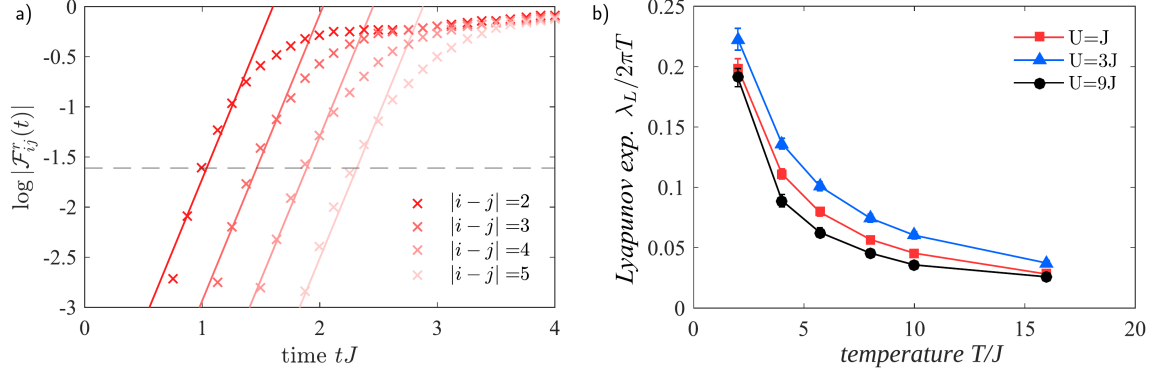 a)
log |ℱ^r_{ij}(t)|
0
-0.5
-1
-1.5
-2
-2.5
-3
|i − j| =2
|i − j| =3
|i − j| =4
|i − j| =5
0 1 2 3 4
time tJ
b)
Lyapunov exp. λ_L/2πT
0.25
0.2
0.15
0.1
0.05
0
U=J
U=3J
U=9J
0 5 10 15 20
temperature T/J